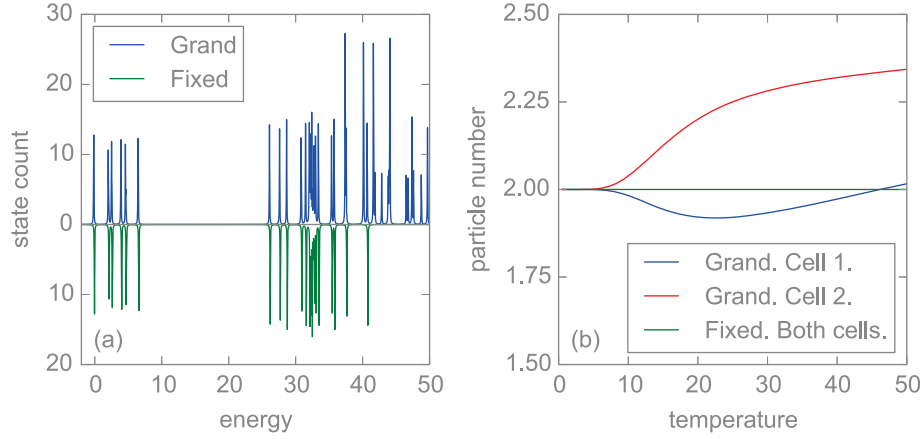 30
20
10
0
10
20
state count
Grand
Fixed
(a)
0 10 20 30 40 50
energy
2.50
2.25
2.00
1.75
1.50
particle number
Grand. Cell 1.
Grand. Cell 2.
Fixed. Both cells.
(b)
0 10 20 30 40 50
temperature